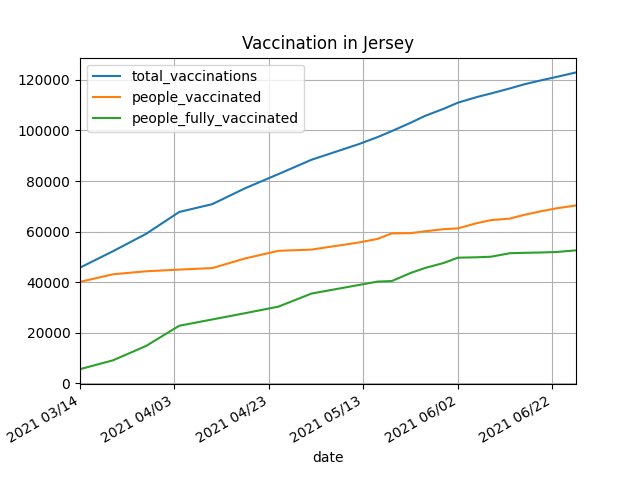 Vaccination in Jersey
total_vaccinations
people_vaccinated
people_fully_vaccinated
120000
100000
80000
60000
40000
20000
0
2021 03/14
2021 04/03
2021 04/23
2021 05/13
2021 06/02
2021 06/22
date